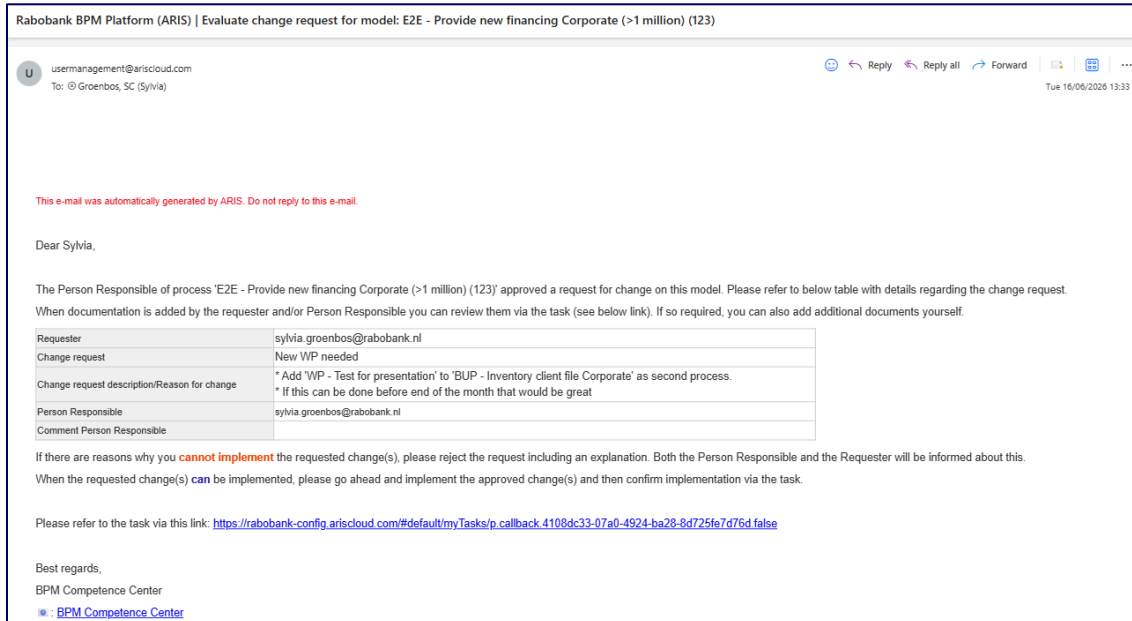 Rabobank BPM Platform (ARIS) | Evaluate change request for model: E2E - Provide new financing Corporate (>1 million) (123)
U
usermanagement@ariscloud.com
To: Groenbos, SC (Sylvia)
Reply
Reply all
Forward
Tue 16/06/2026 13:33
This e-mail was automatically generated by ARIS. Do not reply to this e-mail.
Dear Sylvia,
The Person Responsible of process 'E2E - Provide new financing Corporate (>1 million) (123)' approved a request for change on this model. Please refer to below table with details regarding the change request.
When documentation is added by the requester and/or Person Responsible you can review them via the task (see below link). If so required, you can also add additional documents yourself.
Requester sylvia.groenbos@rabobank.nl
Change request New WP needed
Change request description/Reason for change * Add 'WP - Test for presentation' to 'BUP - Inventory client file Corporate' as second process.
* If this can be done before end of the month that would be great
Person Responsible sylvia.groenbos@rabobank.nl
Comment Person Responsible
If there are reasons why you cannot implement the requested change(s), please reject the request including an explanation. Both the Person Responsible and the Requester will be informed about this.
When the requested change(s) can be implemented, please go ahead and implement the approved change(s) and then confirm implementation via the task.
Please refer to the task via this link: https://rabobank-config.ariscloud.com/#default/myTasks/p.callback.4108dc33-07a0-4924-ba28-8d725fe7d76d.false
Best regards,
BPM Competence Center
: BPM Competence Center